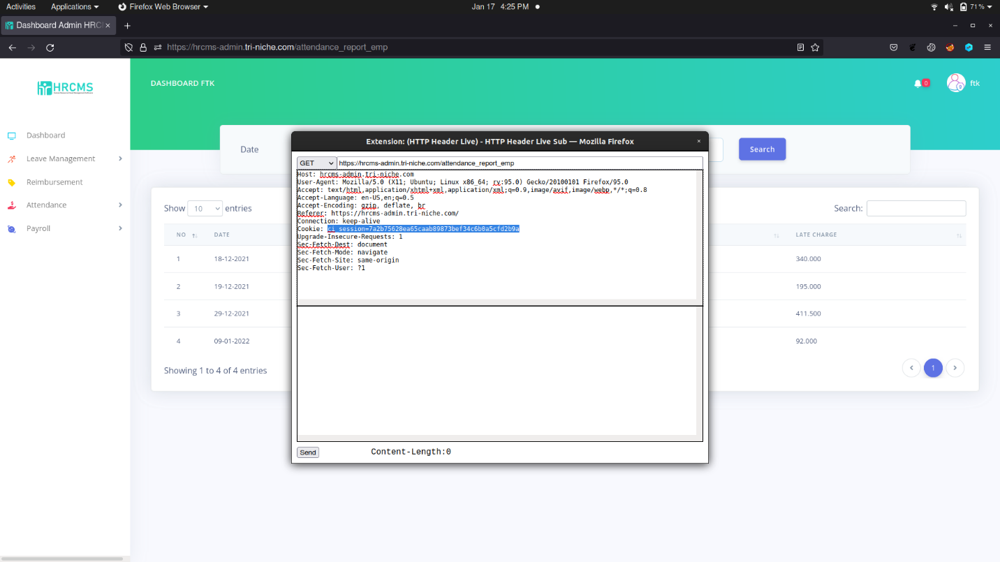 Activities Applications Firefox Web Browser Jan 17 4:25 PM 71%
Dashboard Admin HRC
https://hrcms-admin.tri-niche.com/attendance_report_emp
HRCMS
DASHBOARD FTK
0
ftk
Dashboard
Leave Management
Reimbursement
Attendance
Payroll
Date
Search
Extension: (HTTP Header Live) - HTTP Header Live Sub — Mozilla Firefox
GET https://hrcms-admin.tri-niche.com/attendance_report_emp
Host: hrcms-admin.tri-niche.com
User-Agent: Mozilla/5.0 (X11; Ubuntu; Linux x86_64; rv:95.0) Gecko/20100101 Firefox/95.0
Accept: text/html,application/xhtml+xml,application/xml;q=0.9,image/avif,image/webp,*/*;q=0.8
Accept-Language: en-US,en;q=0.5
Accept-Encoding: gzip, deflate, br
Referer: https://hrcms-admin.tri-niche.com/
Connection: keep-alive
Cookie: ci_session=7a2b75628ea65caab89873bef34c6b0a5cfd2b9a
Upgrade-Insecure-Requests: 1
Sec-Fetch-Dest: document
Sec-Fetch-Mode: navigate
Sec-Fetch-Site: same-origin
Sec-Fetch-User: ?1
Send Content-Length:0
Show 10 entries
Search:
NO DATE LATE CHARGE
1 18-12-2021 340.000
2 19-12-2021 195.000
3 29-12-2021 411.500
4 09-01-2022 92.000
Showing 1 to 4 of 4 entries
1